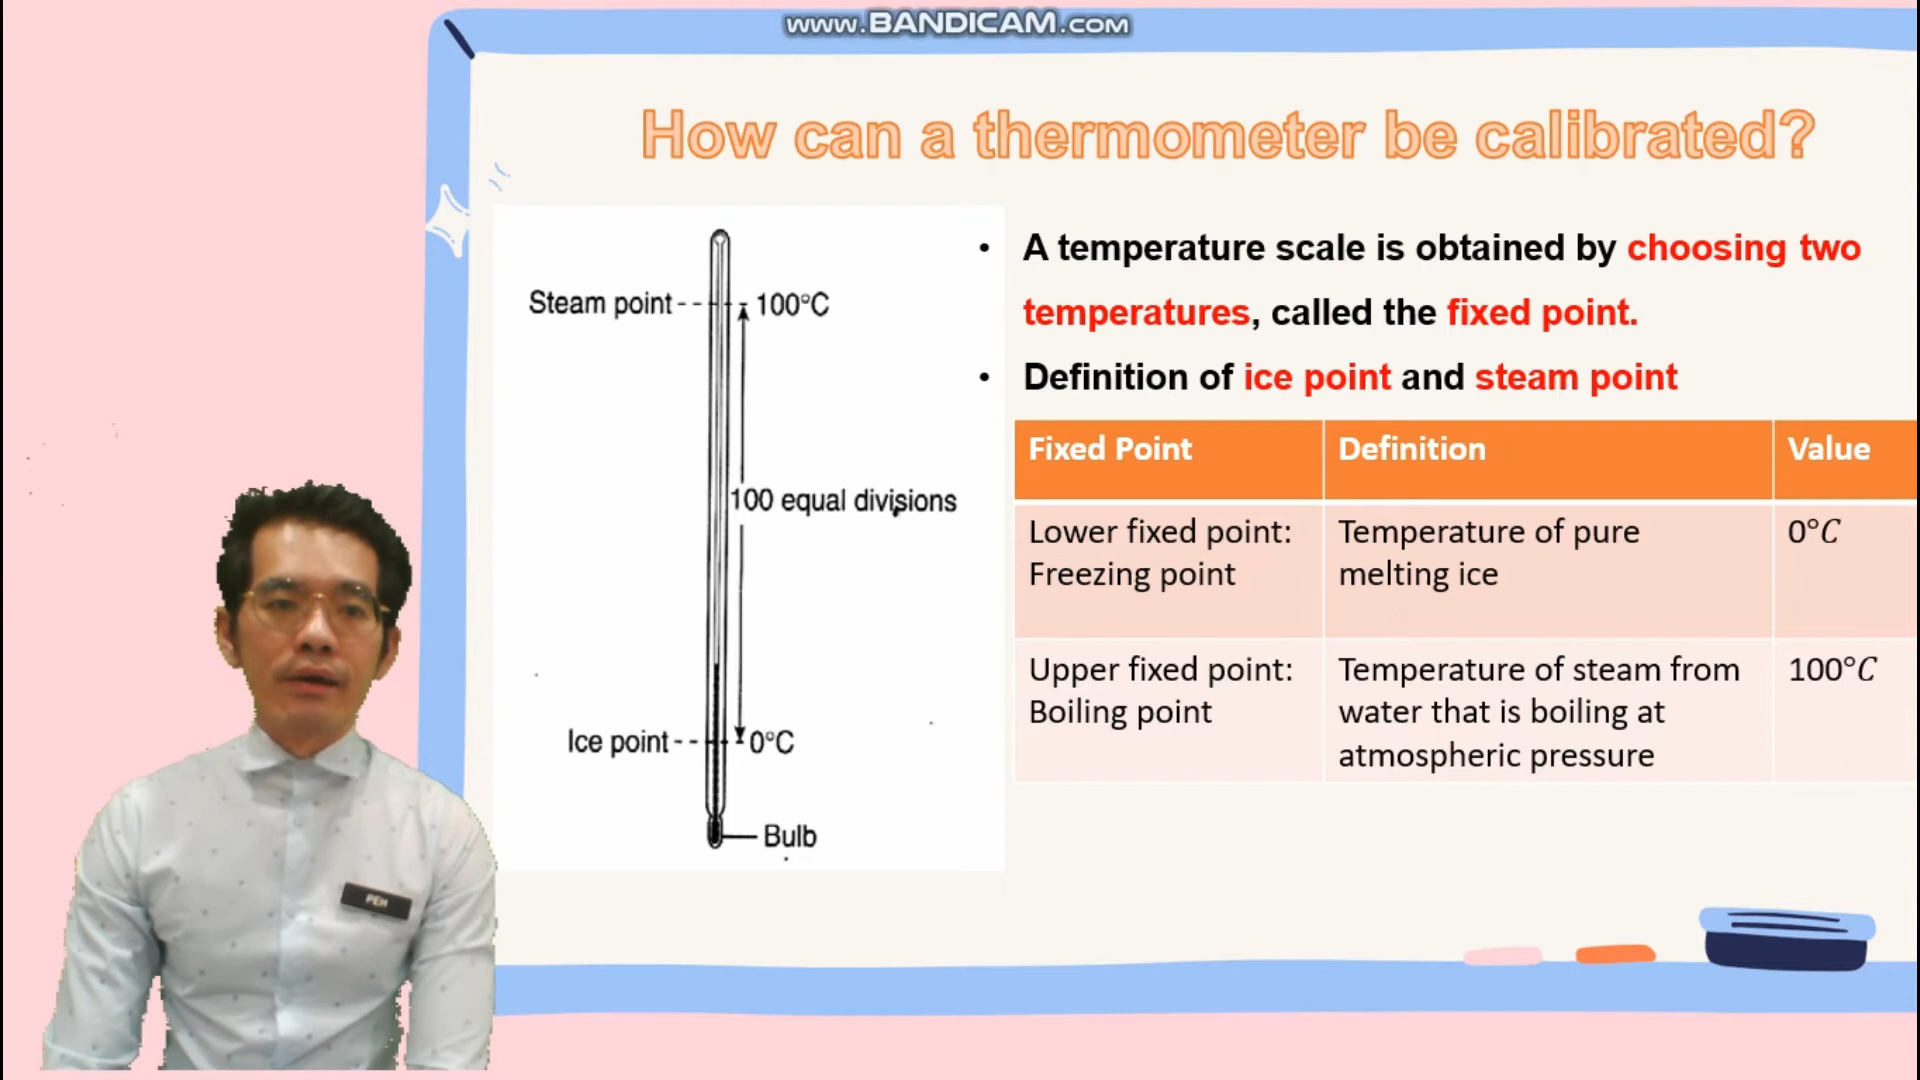 www.BANDICAM.com
How can a thermometer be calibrated?
Steam point
100°C
100 equal divisions
Ice point
0°C
Bulb
• A temperature scale is obtained by choosing two
temperatures, called the fixed point.
• Definition of ice point and steam point
Fixed Point
Definition
Value
Lower fixed point:
Freezing point
Temperature of pure
melting ice
0°C
Upper fixed point:
Boiling point
Temperature of steam from
water that is boiling at
atmospheric pressure
100°C
PEH